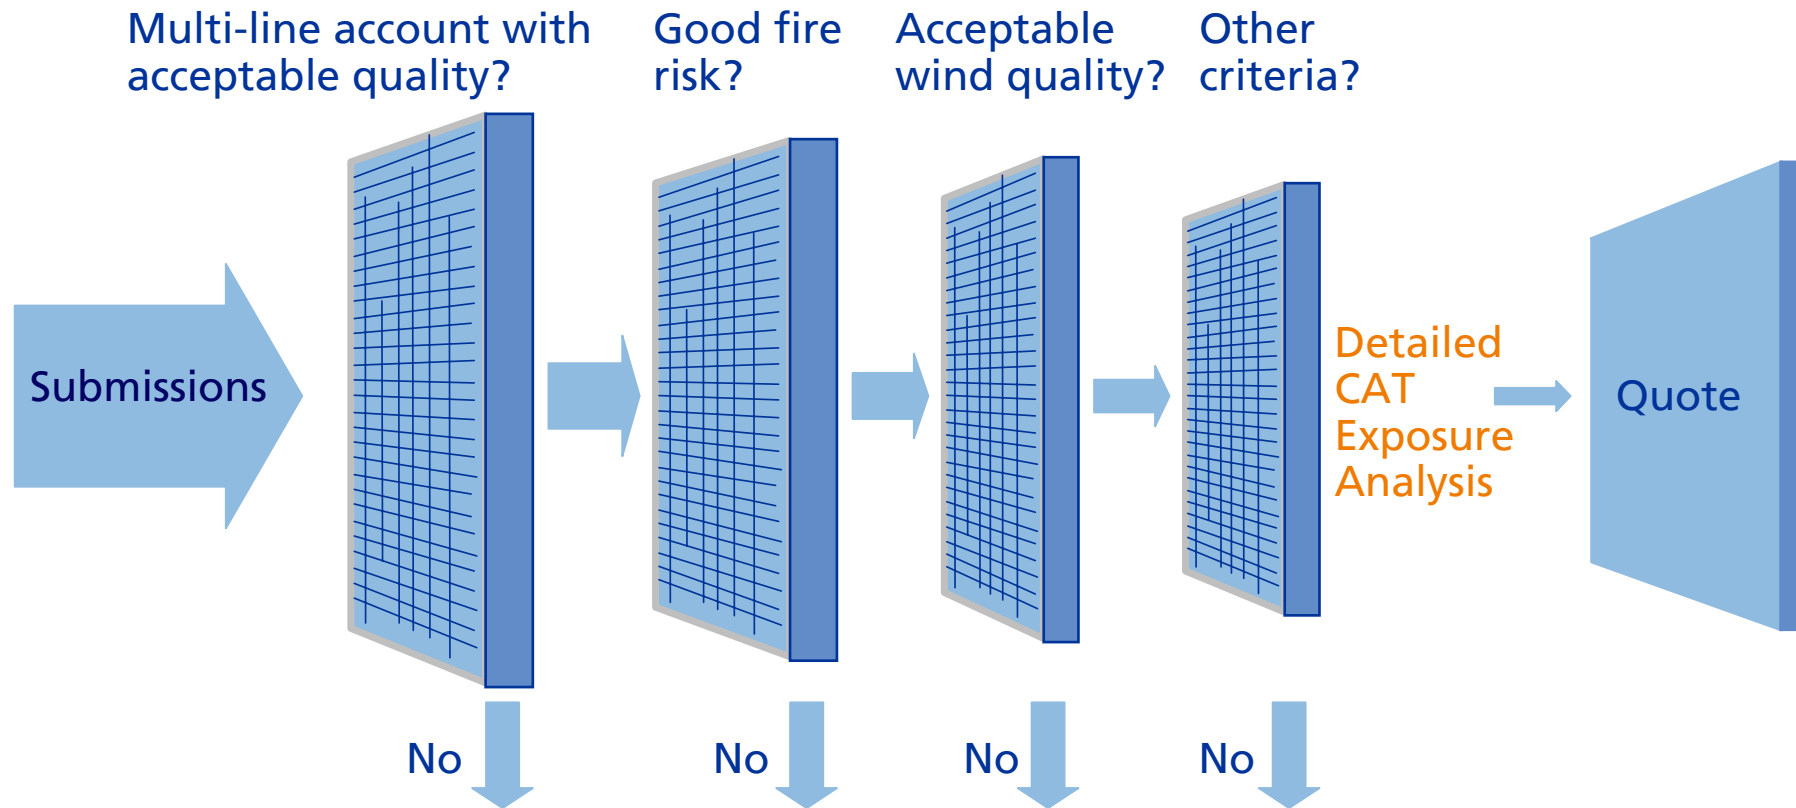 Multi-line account with
acceptable quality?
Good fire
risk?
Acceptable
wind quality?
Other
criteria?
Submissions
Detailed
CAT
Exposure
Analysis
Quote
No
No
No
No